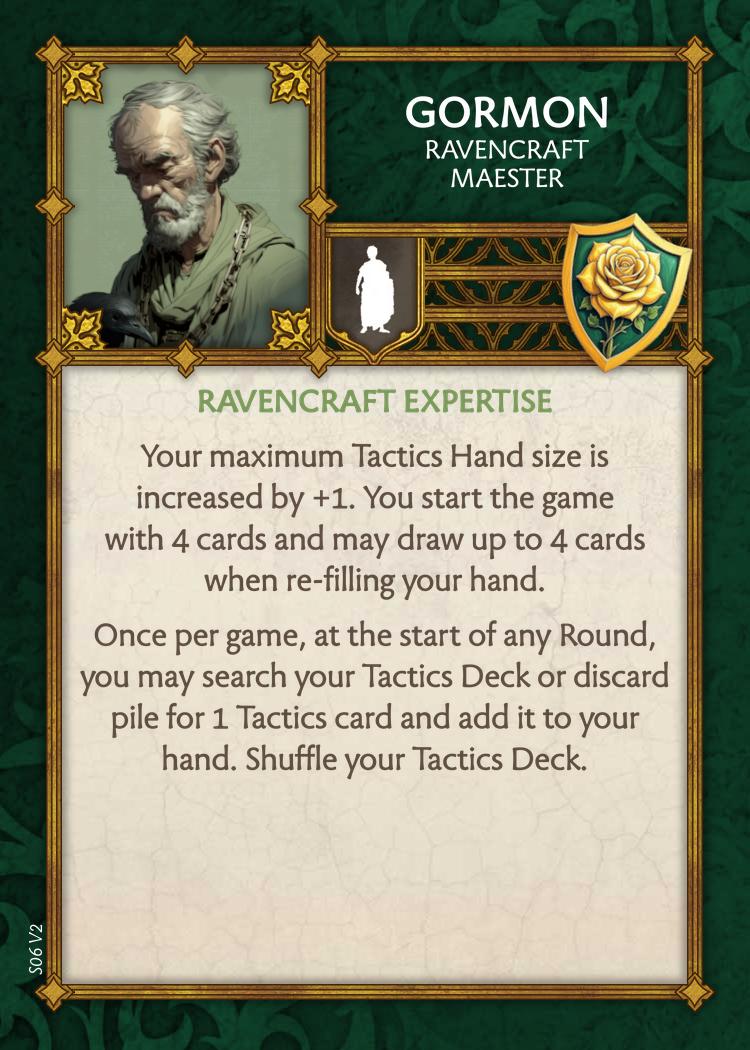 GORMON
RAVENCRAFT
MAESTER
RAVENCRAFT EXPERTISE
Your maximum Tactics Hand size is
increased by +1. You start the game
with 4 cards and may draw up to 4 cards
when re-filling your hand.
Once per game, at the start of any Round,
you may search your Tactics Deck or discard
pile for 1 Tactics card and add it to your
hand. Shuffle your Tactics Deck.
S06 V2